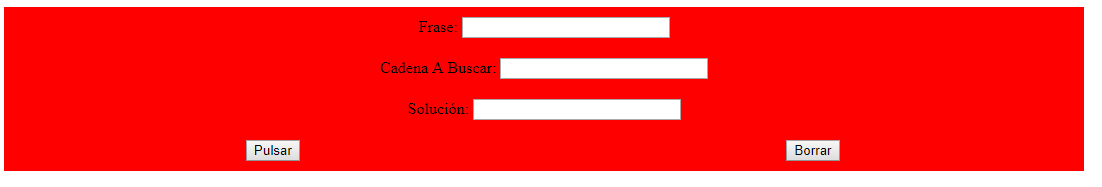 Frase:
Cadena A Buscar:
Solución:
Pulsar Borrar